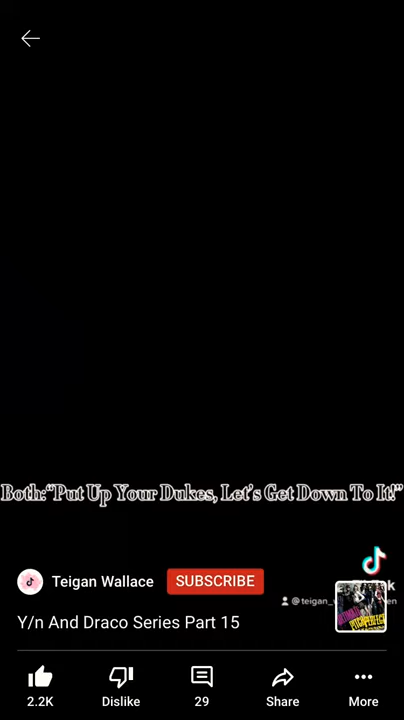 Both:“Put Up Your Dukes, Let’s Get Down To It!”
Teigan Wallace
SUBSCRIBE
Y/n And Draco Series Part 15
2.2K
Dislike
29
Share
More